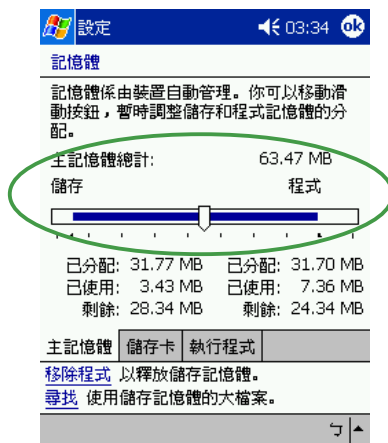 設定 03:34 ok
記憶體
記憶體係由裝置自動管理。你可以移動滑
動按鈕，暫時調整儲存和程式記憶體的分
配。
主記憶體總計: 63.47 MB
儲存 程式
已分配: 31.77 MB 已分配: 31.70 MB
已使用: 3.43 MB 已使用: 7.36 MB
剩餘: 28.34 MB 剩餘: 24.34 MB
主記憶體 儲存卡 執行程式
移除程式 以釋放儲存記憶體。
尋找 使用儲存記憶體的大檔案。
ㄅ